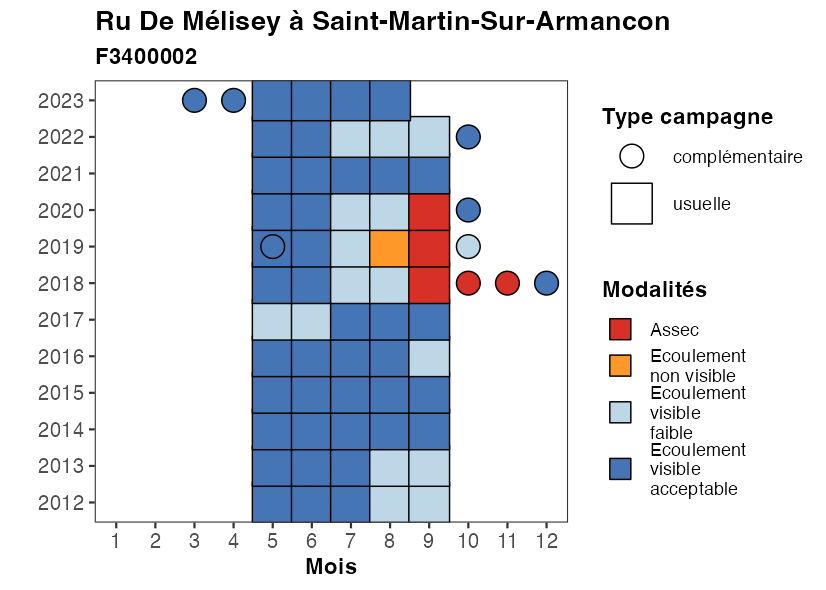 Ru De Mélisey à Saint-Martin-Sur-Armancon
F3400002
2023
2022
2021
2020
2019
2018
2017
2016
2015
2014
2013
2012
1 2 3 4 5 6 7 8 9 10 11 12
Mois
Type campagne
complémentaire
usuelle
Modalités
Assec
Ecoulement
non visible
Ecoulement
visible
faible
Ecoulement
visible
acceptable